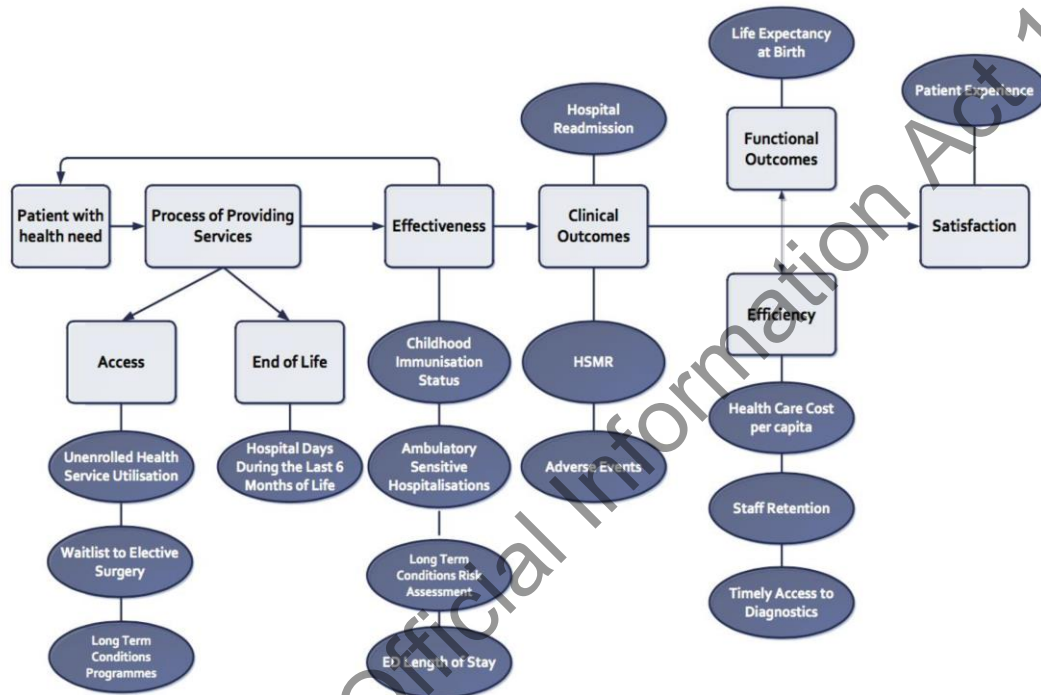 Life Expectancy
at Birth
Patient Experience
Hospital
Readmission
Functional
Outcomes
Patient with
health need
Process of Providing
Services
Effectiveness
Clinical
Outcomes
Satisfaction
Efficiency
Access
End of Life
Childhood
Immunisation
Status
HSMR
Health Care Cost
per capita
Unenrolled Health
Service Utilisation
Hospital Days
During the Last 6
Months of Life
Ambulatory
Sensitive
Hospitalisations
Adverse Events
Staff Retention
Waitlist to Elective
Surgery
Long Term
Conditions Risk
Assessment
Timely Access to
Diagnostics
Long Term
Conditions
Programmes
ED Length of Stay
Official Information Act 1